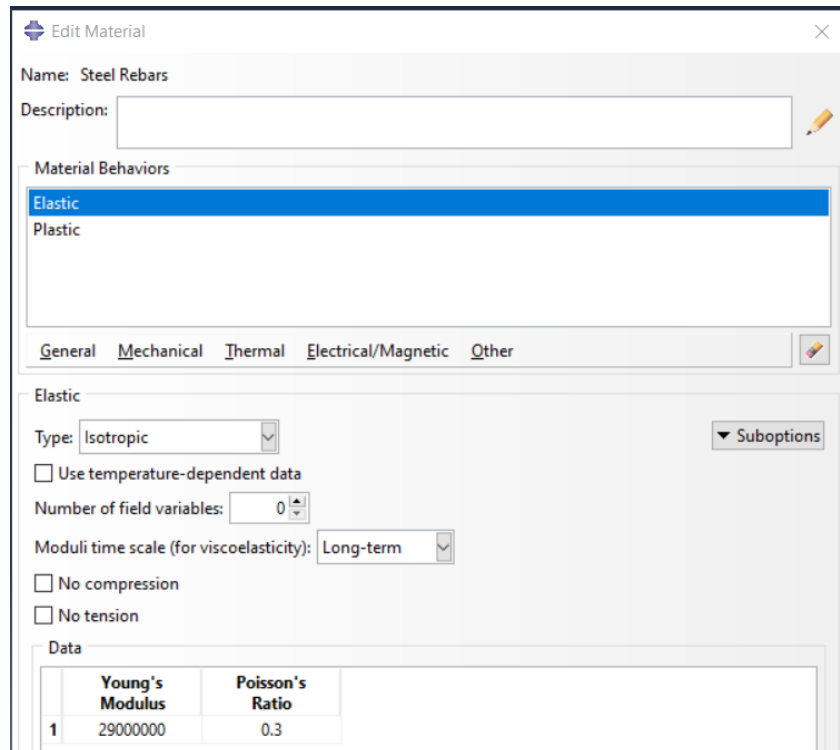 Edit Material
Name: Steel Rebars
Description:
Material Behaviors
Elastic
Plastic
General Mechanical Thermal Electrical/Magnetic Other
Elastic
Type: Isotropic Suboptions
Use temperature-dependent data
Number of field variables: 0
Moduli time scale (for viscoelasticity): Long-term
No compression
No tension
Data
Young's Poisson's
Modulus Ratio
1 29000000 0.3